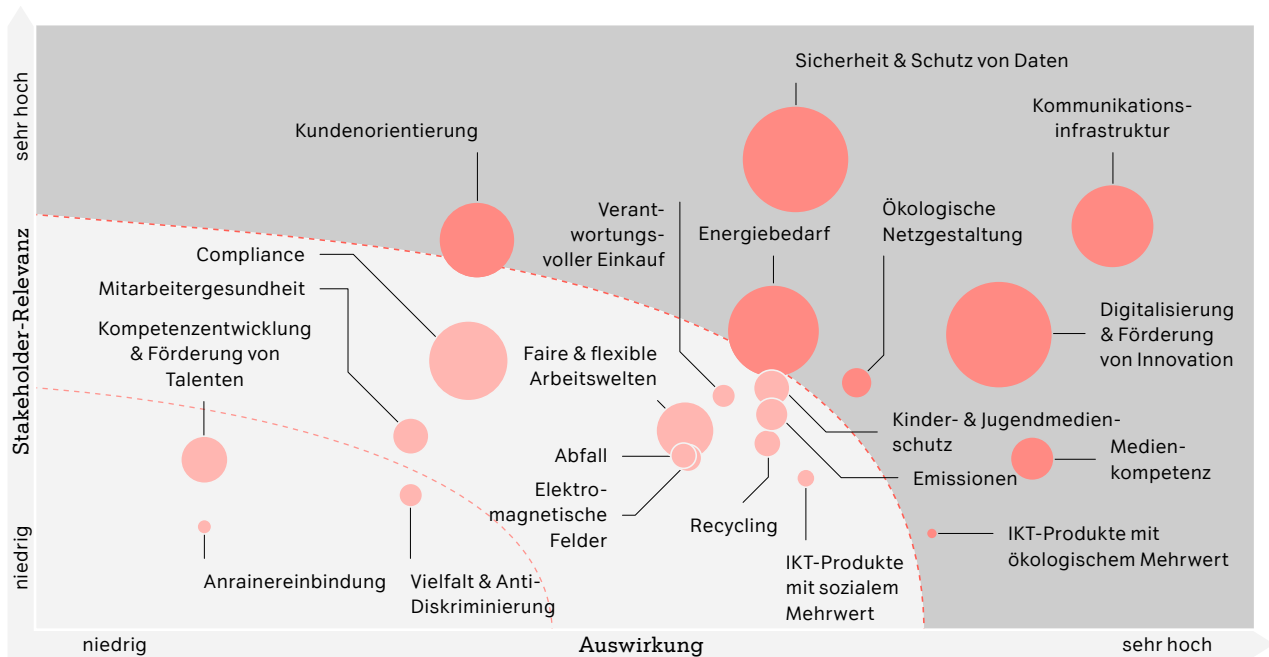 sehr hoch
Stakeholder-Relevanz
niedrig
Sicherheit & Schutz von Daten
Kommunikations-
infrastruktur
Kundenorientierung
Verant-
wortungs-
voller Einkauf
Energiebedarf
Ökologische
Netzgestaltung
Compliance
Mitarbeitergesundheit
Kompetenzentwicklung
& Förderung von
Talenten
Faire & flexible
Arbeitswelten
Digitalisierung
& Förderung
von Innovation
Kinder- & Jugendmedien-
schutz
Medien-
kompetenz
Abfall
Emissionen
Elektro-
magnetische
Felder
Recycling
IKT-Produkte mit
ökologischem Mehrwert
IKT-Produkte
mit sozialem
Mehrwert
Anrainereinbindung
Vielfalt & Anti-
Diskriminierung
niedrig
Auswirkung
sehr hoch